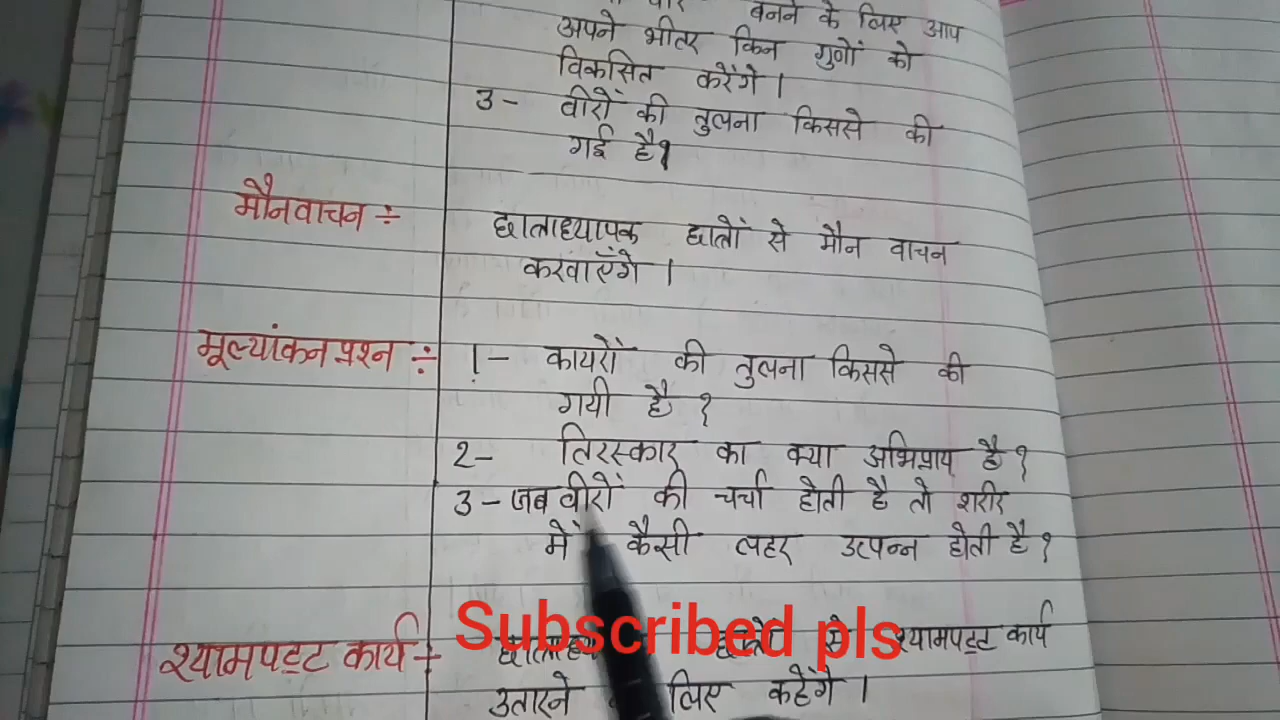 बनने के लिए आप
अपने भीतर किन गुणों को
विकसित करेंगे ।
3- वीरों की तुलना किससे की
गई है?
मौनवाचन ÷ छात्राध्यापक छात्रों से मौन वाचन
करवाएँगे ।
मूल्यांकन प्रश्न ÷ 1- कायरों की तुलना किससे की
गयी है ?
2- तिरस्कार का क्या अभिप्राय है ?
3- जब वीरों की चर्चा होती है तो शरीर
में कैसी लहर उत्पन्न होती है ?
Subscribed pls
श्यामपट्ट कार्य ÷ से श्यामपट्ट कार्य
उतारने लिए कहेंगे ।